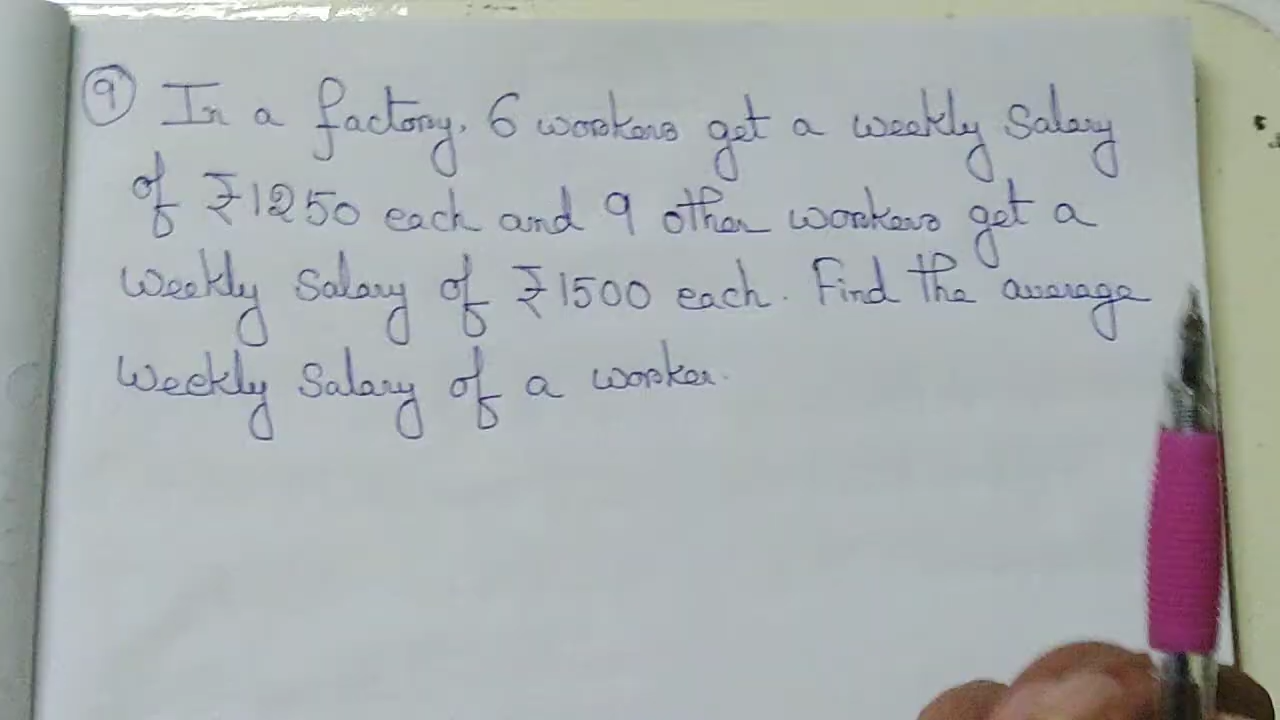 9 In a factory, 6 workers get a weekly salary
of ₹1250 each and 9 other workers get a
weekly salary of ₹1500 each. Find the average
weekly salary of a worker.